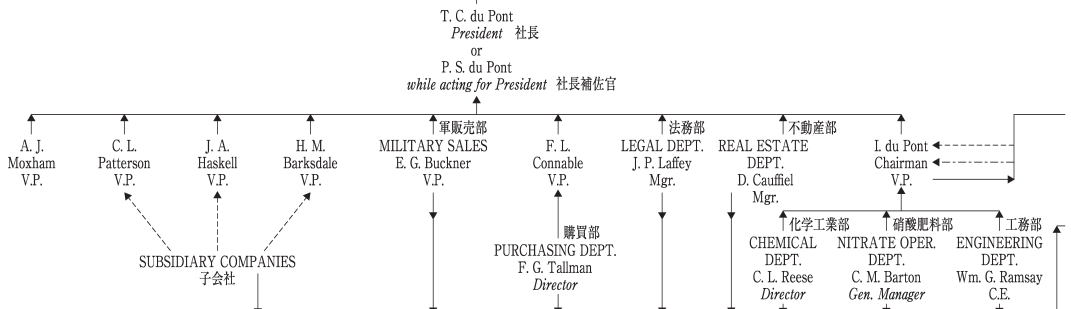 T. C. du Pont
President 社長
or
P. S. du Pont
while acting for President 社長補佐官
A. J.
Moxham
V.P.
C. L.
Patterson
V.P.
J. A.
Haskell
V.P.
H. M.
Barksdale
V.P.
軍販売部
MILITARY SALES
E. G. Buckner
V.P.
F. L.
Connable
V.P.
法務部
LEGAL DEPT.
J. P. Laffey
Mgr.
不動産部
REAL ESTATE
DEPT.
D. Cauffiel
Mgr.
I. du Pont
Chairman
V.P.
SUBSIDIARY COMPANIES
子会社
購買部
PURCHASING DEPT.
F. G. Tallman
Director
化学工業部
CHEMICAL
DEPT.
C. L. Reese
Director
硝酸肥料部
NITRATE OPER.
DEPT.
C. M. Barton
Gen. Manager
工務部
ENGINEERING
DEPT.
Wm. G. Ramsay
C.E.